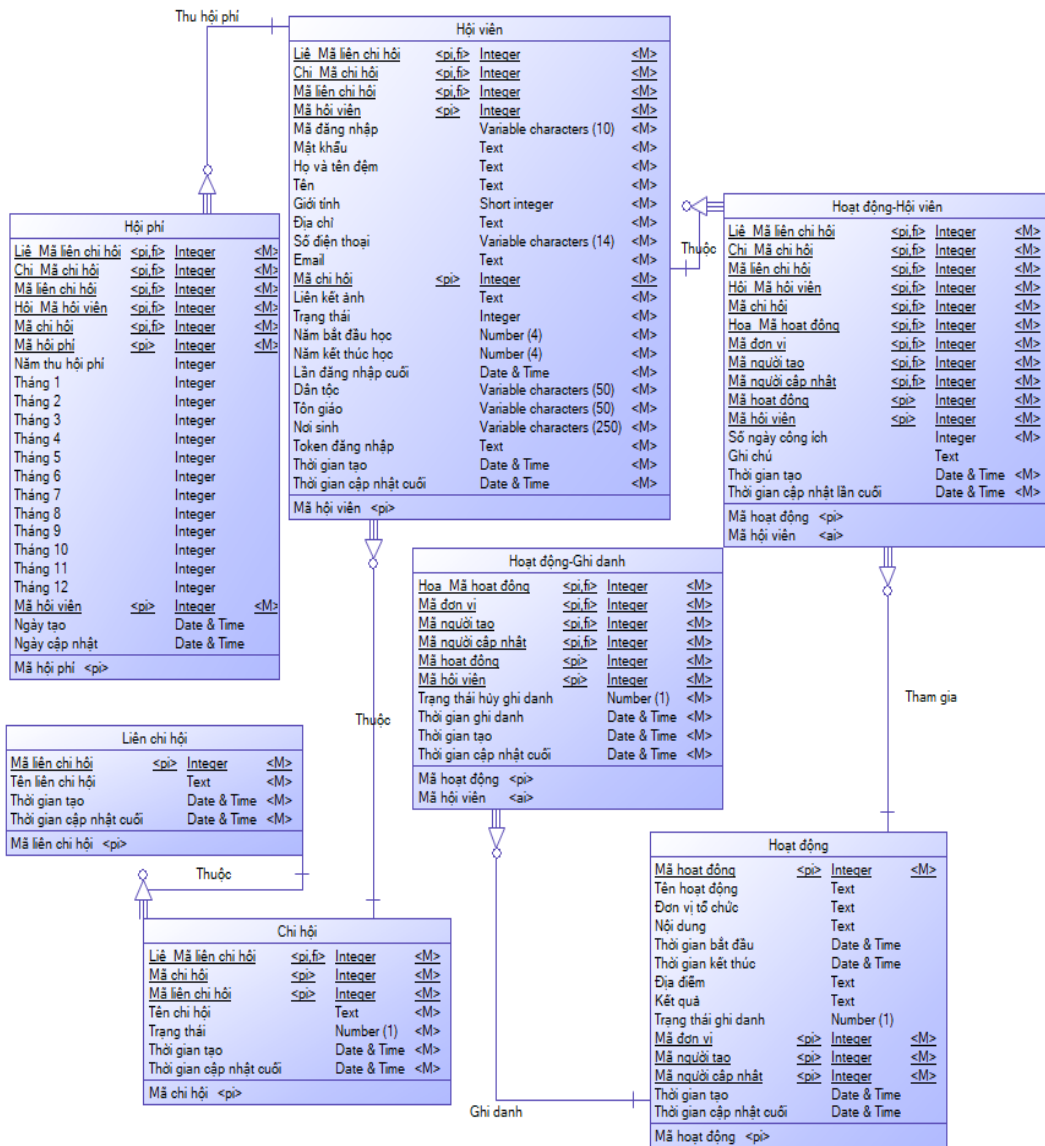 Thu hội phí
Hội viên
Liê_Mã liên chi hội <pi,fi> Integer <M>
Chi_Mã chi hội <pi,fi> Integer <M>
Mã liên chi hội <pi,fi> Integer <M>
Mã hội viên <pi> Integer <M>
Mã đăng nhập Variable characters (10) <M>
Mật khẩu Text <M>
Họ và tên đệm Text <M>
Tên Text <M>
Giới tính Short integer <M>
Địa chỉ Text <M>
Số điện thoại Variable characters (14) <M>
Email Text <M>
Mã chi hội <pi> Integer <M>
Liên kết ảnh Text <M>
Trạng thái Integer <M>
Năm bắt đầu học Number (4) <M>
Năm kết thúc học Number (4) <M>
Lần đăng nhập cuối Date & Time <M>
Dân tộc Variable characters (50) <M>
Tôn giáo Variable characters (50) <M>
Nơi sinh Variable characters (250) <M>
Token đăng nhập Text <M>
Thời gian tạo Date & Time <M>
Thời gian cập nhật cuối Date & Time <M>
Mã hội viên <pi>
Hội phí
Liê_Mã liên chi hội <pi,fi> Integer <M>
Chi_Mã chi hội <pi,fi> Integer <M>
Mã liên chi hội <pi,fi> Integer <M>
Hội_Mã hội viên <pi,fi> Integer <M>
Mã chi hội <pi,fi> Integer <M>
Mã hội phí <pi> Integer <M>
Năm thu hội phí Integer
Tháng 1 Integer
Tháng 2 Integer
Tháng 3 Integer
Tháng 4 Integer
Tháng 5 Integer
Tháng 6 Integer
Tháng 7 Integer
Tháng 8 Integer
Tháng 9 Integer
Tháng 10 Integer
Tháng 11 Integer
Tháng 12 Integer
Mã hội viên <pi> Integer <M>
Ngày tạo Date & Time
Ngày cập nhật Date & Time
Mã hội phí <pi>
Thuộc
Hoạt động-Hội viên
Liê_Mã liên chi hội <pi,fi> Integer <M>
Chi_Mã chi hội <pi,fi> Integer <M>
Mã liên chi hội <pi,fi> Integer <M>
Hội_Mã hội viên <pi,fi> Integer <M>
Mã chi hội <pi,fi> Integer <M>
Hoạ_Mã hoạt động <pi,fi> Integer <M>
Mã đơn vị <pi,fi> Integer <M>
Mã người tạo <pi,fi> Integer <M>
Mã người cập nhật <pi,fi> Integer <M>
Mã hoạt động <pi> Integer <M>
Mã hội viên <pi> Integer <M>
Số ngày công ích Integer <M>
Ghi chú Text
Thời gian tạo Date & Time <M>
Thời gian cập nhật lần cuối Date & Time <M>
Mã hoạt động <pi>
Mã hội viên <ai>
Hoạt động-Ghi danh
Hoạ_Mã hoạt động <pi,fi> Integer <M>
Mã đơn vị <pi,fi> Integer <M>
Mã người tạo <pi,fi> Integer <M>
Mã người cập nhật <pi,fi> Integer <M>
Mã hoạt động <pi> Integer <M>
Mã hội viên <pi> Integer <M>
Trạng thái hủy ghi danh Number (1) <M>
Thời gian ghi danh Date & Time <M>
Thời gian tạo Date & Time <M>
Thời gian cập nhật cuối Date & Time <M>
Mã hoạt động <pi>
Mã hội viên <ai>
Thuộc
Tham gia
Liên chi hội
Mã liên chi hội <pi> Integer <M>
Tên liên chi hội Text <M>
Thời gian tạo Date & Time <M>
Thời gian cập nhật cuối Date & Time <M>
Mã liên chi hội <pi>
Thuộc
Chi hội
Liê_Mã liên chi hội <pi,fi> Integer <M>
Mã chi hội <pi> Integer <M>
Mã liên chi hội <pi> Integer <M>
Tên chi hội Text <M>
Trạng thái Number (1) <M>
Thời gian tạo Date & Time <M>
Thời gian cập nhật cuối Date & Time <M>
Mã chi hội <pi>
Hoạt động
Mã hoạt động <pi> Integer <M>
Tên hoạt động Text
Đơn vị tổ chức Text
Nội dung Text
Thời gian bắt đầu Date & Time
Thời gian kết thúc Date & Time
Địa điểm Text
Kết quả Text
Trạng thái ghi danh Number (1)
Mã đơn vị <pi> Integer <M>
Mã người tạo <pi> Integer <M>
Mã người cập nhật <pi> Integer <M>
Thời gian tạo Date & Time
Thời gian cập nhật cuối Date & Time
Mã hoạt động <pi>
Ghi danh